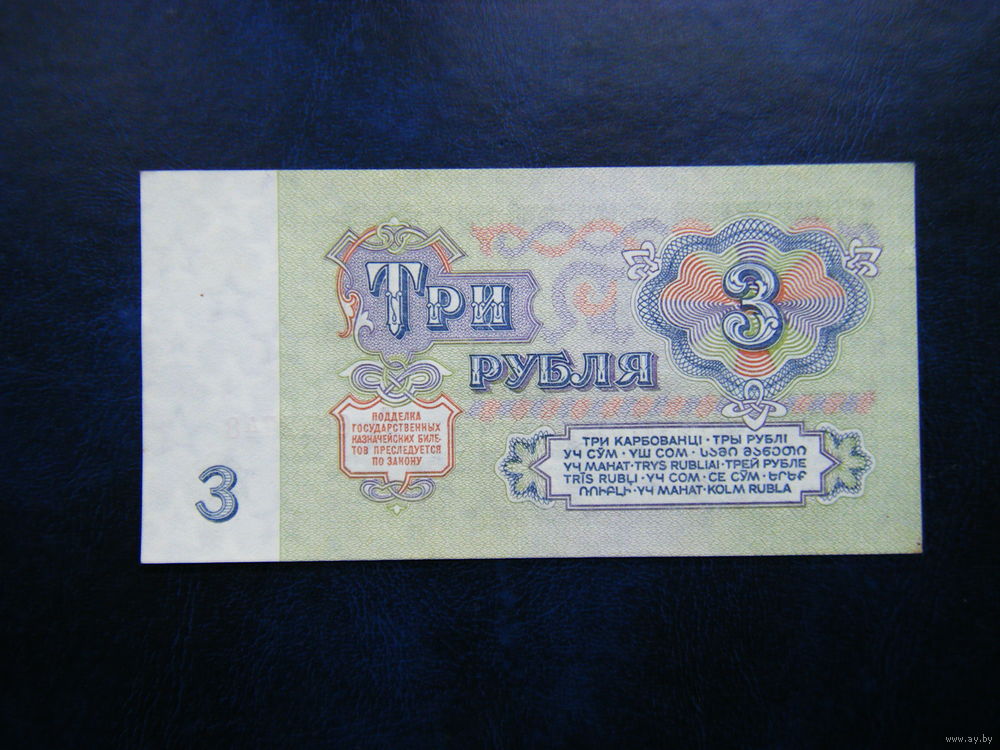 ТРИ
РУБЛЯ
3
ПОДДЕЛКА
ГОСУДАРСТВЕННЫХ
КАЗНАЧЕЙСКИХ БИЛЕ-
ТОВ ПРЕСЛЕДУЕТСЯ
ПО ЗАКОНУ
ТРИ КАРБОВАНЦІ · ТРЫ РУБЛІ
УЧ СЎМ · ҮШ СОМ · ᲡᲐᲛᲘ ᲛᲐᲜᲔᲗᲘ
ҮЧ МАНАТ · TRYS RUBLIAI · ТРЕЙ РУБЛЕ
TRĪS RUBĻI · ҮЧ СОМ · СЕ СӮМ · ԵՐԵՔ
ՌՈՒԲԼԻ · ҮЧ МАНАТ · KOLM RUBLA
3
www.ay.by